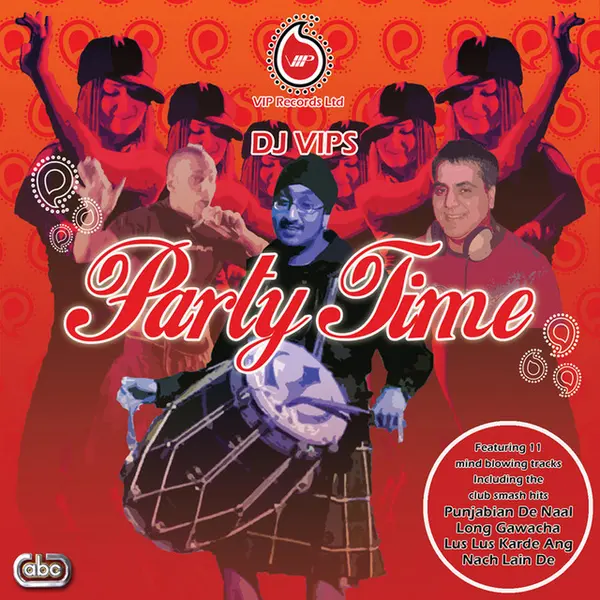 VIP
VIP Records Ltd
DJ VIPS
Party Time
Featuring 11
mind blowing tracks
Including the
club smash hits
Punjabian De Naal
Long Gawacha
Lus Lus Karde Ang
Nach Lain De
abc